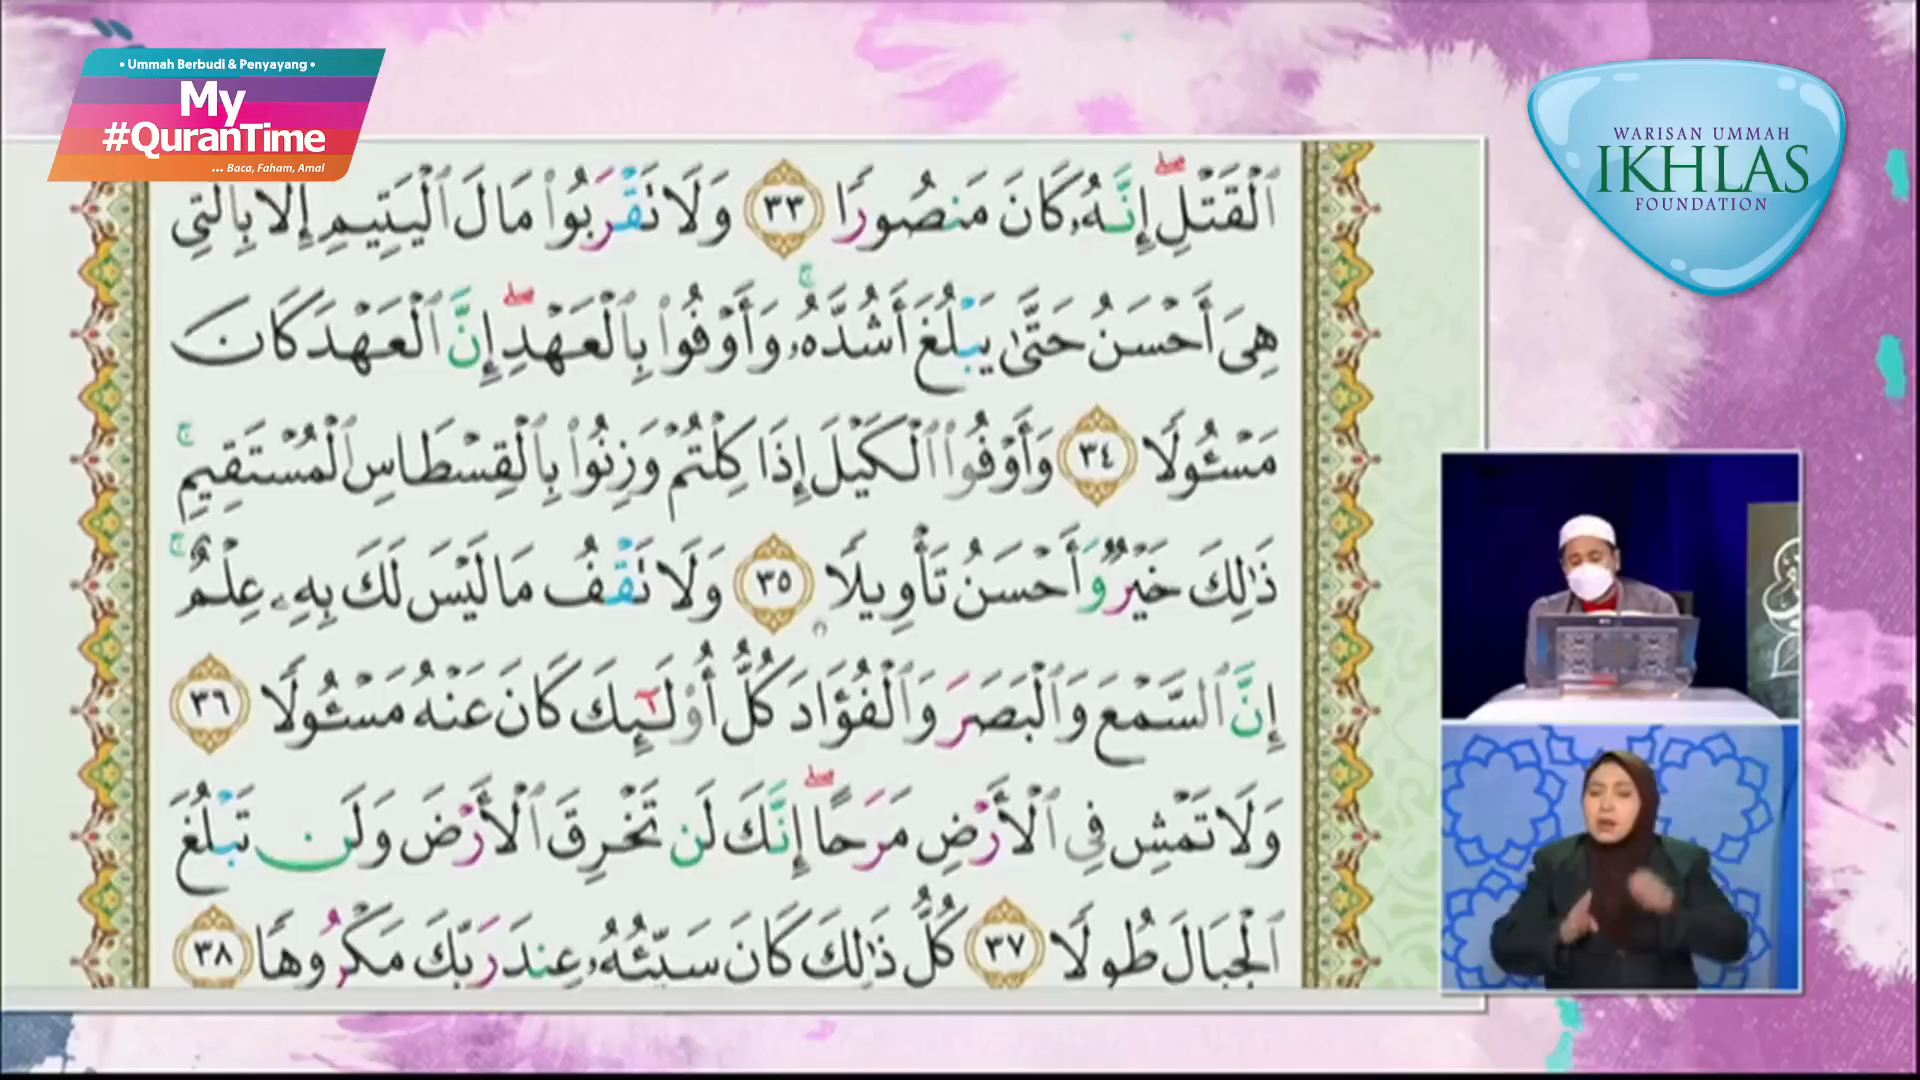 • Ummah Berbudi & Penyayang •
My
#QuranTime
... Baca, Faham, Amal
WARISAN UMMAH
IKHLAS
FOUNDATION
ٱلْقَتْلِ ۖ إِنَّهُۥ كَانَ مَنصُورًا ٣٣ وَلَا تَقْرَبُوا۟ مَالَ ٱلْيَتِيمِ إِلَّا بِٱلَّتِى
هِىَ أَحْسَنُ حَتَّىٰ يَبْلُغَ أَشُدَّهُۥ ۚ وَأَوْفُوا۟ بِٱلْعَهْدِ ۖ إِنَّ ٱلْعَهْدَ كَانَ
مَسْـُٔولًا ٣٤ وَأَوْفُوا۟ ٱلْكَيْلَ إِذَا كِلْتُمْ وَزِنُوا۟ بِٱلْقِسْطَاسِ ٱلْمُسْتَقِيمِ ۚ
ذَٰلِكَ خَيْرٌ وَأَحْسَنُ تَأْوِيلًا ٣٥ وَلَا تَقْفُ مَا لَيْسَ لَكَ بِهِۦ عِلْمٌ ۚ
إِنَّ ٱلسَّمْعَ وَٱلْبَصَرَ وَٱلْفُؤَادَ كُلُّ أُو۟لَـٰٓئِكَ كَانَ عَنْهُ مَسْـُٔولًا ٣٦
وَلَا تَمْشِ فِى ٱلْأَرْضِ مَرَحًا ۖ إِنَّكَ لَن تَخْرِقَ ٱلْأَرْضَ وَلَن تَبْلُغَ
ٱلْجِبَالَ طُولًا ٣٧ كُلُّ ذَٰلِكَ كَانَ سَيِّئُهُۥ عِندَ رَبِّكَ مَكْرُوهًا ٣٨